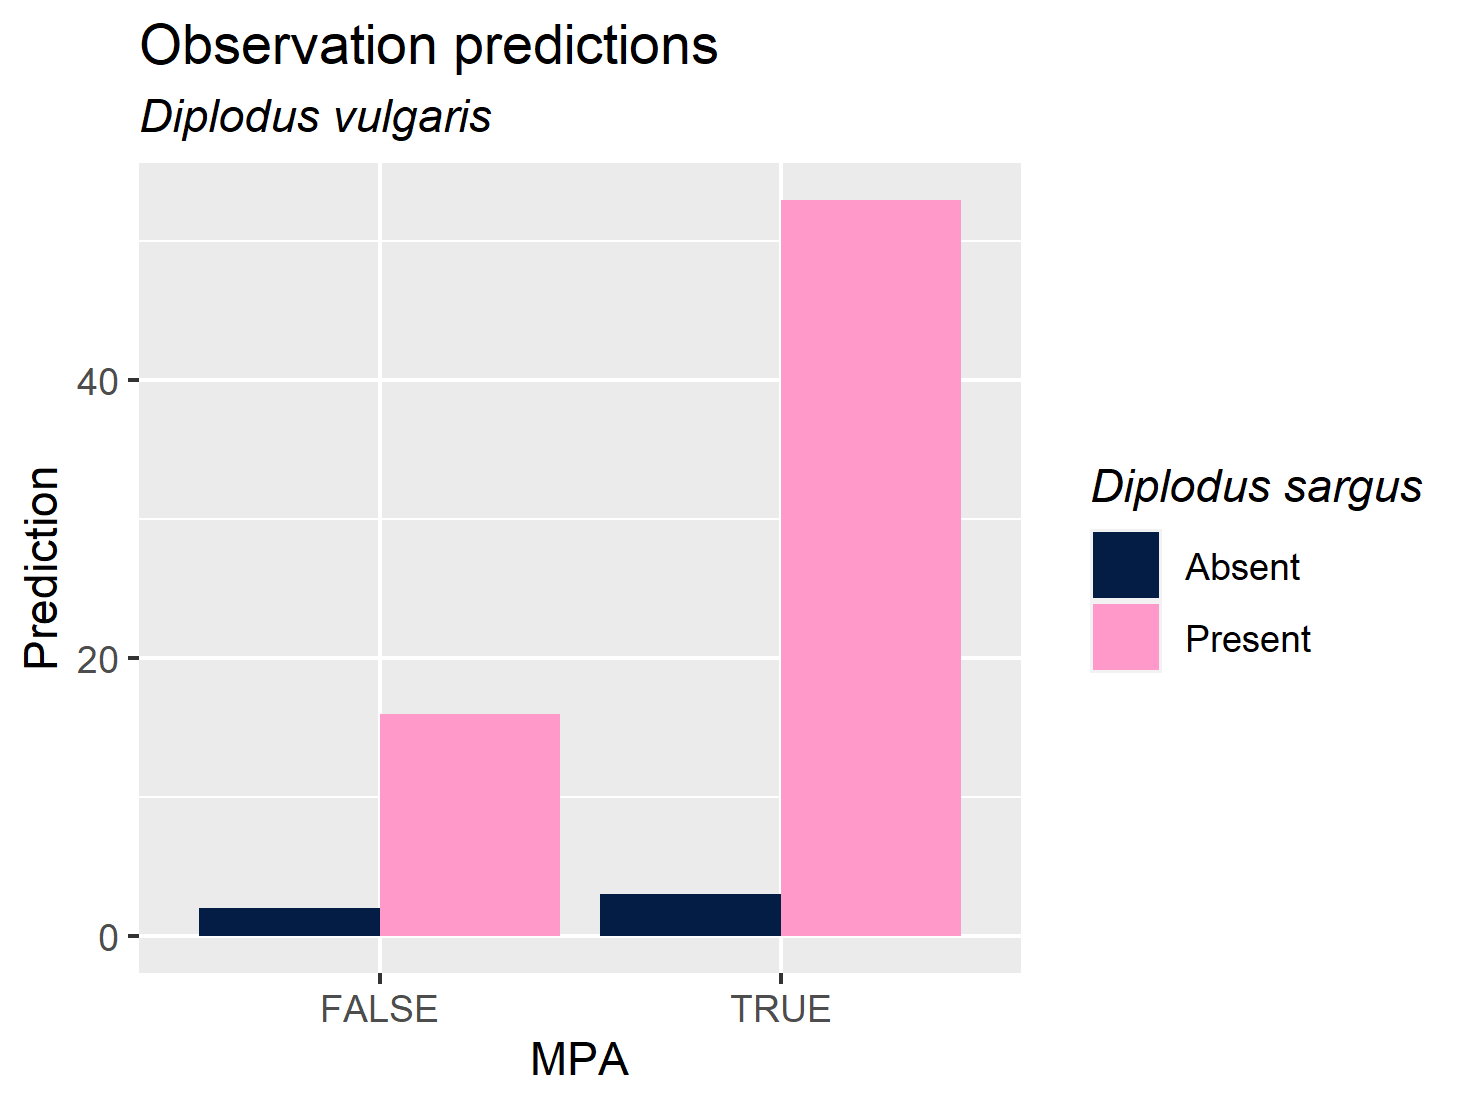 Observation predictions
Diplodus vulgaris
Prediction
40
20
0
FALSE TRUE
MPA
Diplodus sargus
Absent
Present